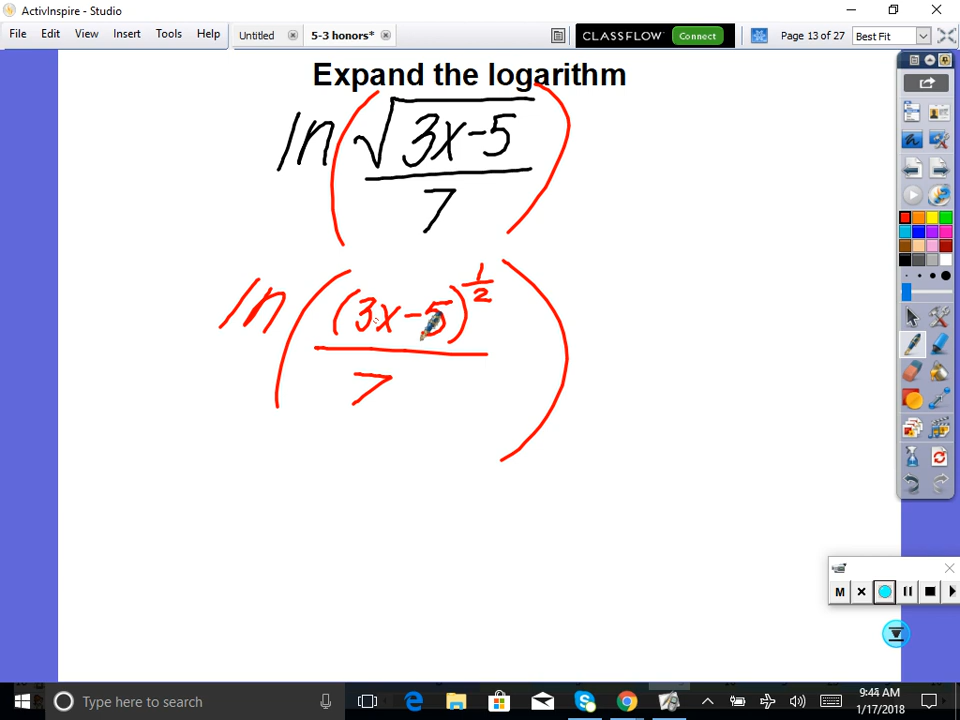 ActivInspire - Studio
File Edit View Insert Tools Help Untitled 5-3 honors* CLASSFLOW Connect Page 13 of 27 Best Fit
Expand the logarithm
ln (√3x-5
7)
ln ((3x-5)^1/2
7)
M
Type here to search
9:45 AM
1/17/2018